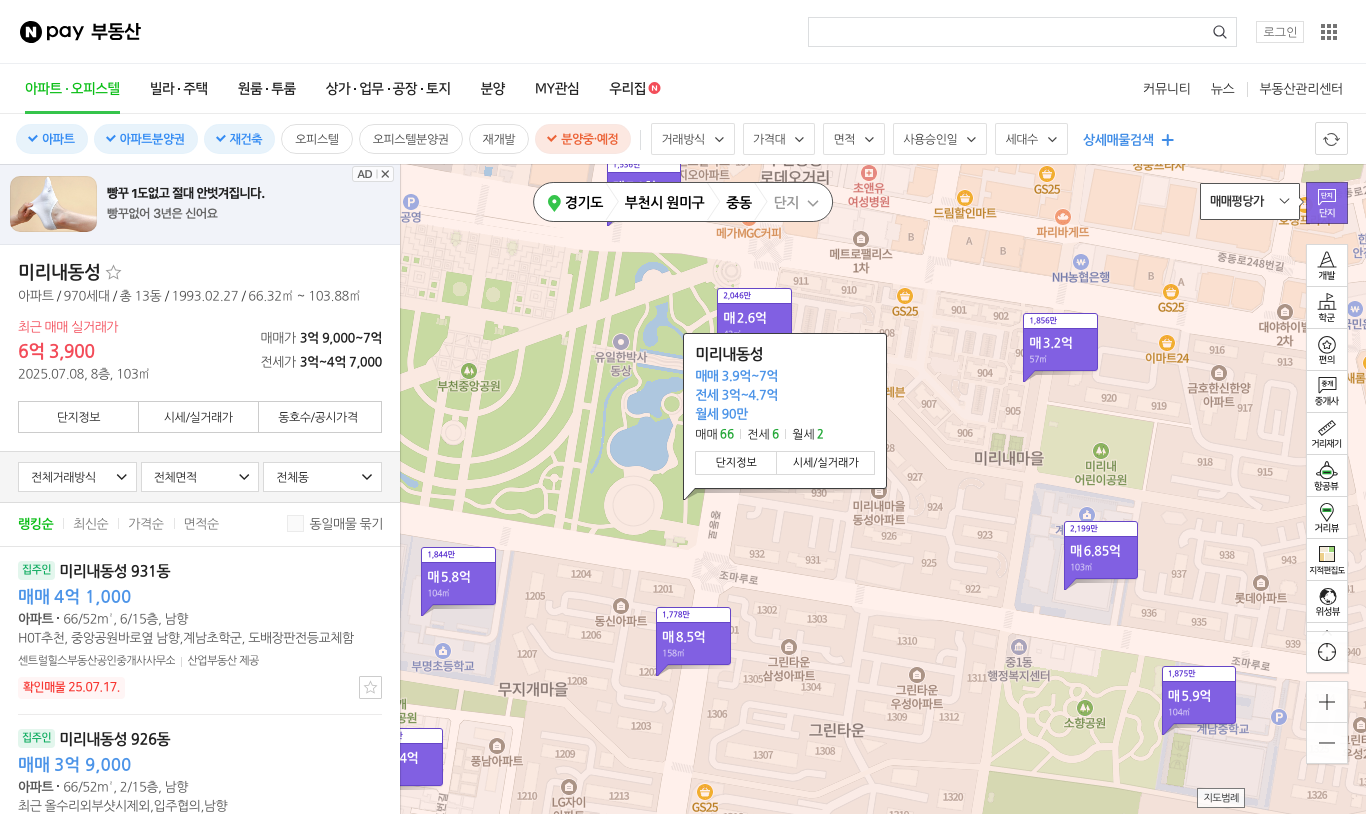 N pay 부동산
로그인
아파트·오피스텔 빌라·주택 원룸·투룸 상가·업무·공장·토지 분양 MY관심 우리집 N
커뮤니티 뉴스 부동산관리센터
아파트 아파트분양권 재건축 오피스텔 오피스텔분양권 재개발 분양중·예정
거래방식 가격대 면적 사용승인일 세대수 상세매물검색
AD
빵꾸 1도없고 절대 안벗겨집니다.
빵꾸없어 3년은 신어요
미리내동성
아파트 / 970세대 / 총 13동 / 1993.02.27 / 66.32㎡ ~ 103.88㎡
최근 매매 실거래가
6억 3,900
2025.07.08, 8층, 103㎡
매매가 3억 9,000~7억
전세가 3억~4억 7,000
단지정보 시세/실거래가 동호수/공시가격
전체거래방식 전체면적 전체동
랭킹순 최신순 가격순 면적순 동일매물 묶기
집주인 미리내동성 931동
매매 4억 1,000
아파트 · 66/52㎡, 6/15층, 남향
HOT추천, 중앙공원바로옆 남향,계남초학군, 도배장판전등교체함
센트럴힐스부동산공인중개사사무소 산업부동산 제공
확인매물 25.07.17.
집주인 미리내동성 926동
매매 3억 9,000
아파트 · 66/52㎡, 2/15층, 남향
최근 올수리외부샷시제외,입주협의,남향
경기도 부천시 원미구 중동 단지
매매평당가
단지
단지
개발
학군
편의
중개
중개사
거리재기
항공뷰
거리뷰
지적편집도
위성뷰
지도범례
로데오거리
초앤유
여성병원
GS25
드림할인마트
파리바게뜨
메가MGC커피
메트로팰리스
1차
NH농협은행
중동로248번길
B
A
B
A
B
911
910
GS25
GS25
대야하이빌
2차
2,046만
매 2.6억
1,856만
매 3.2억
57㎡
이마트24
916
유일한박사
동상
부천중앙공원
미리내동성
매매 3.9억~7억
전세 3억~4.7억
월세 90만
매매 66 전세 6 월세 2
단지정보 시세/실거래가
908
907
905
904
906
920
919
917
금호한신한양
아파트
미리내마을
미리내
어린이공원
918
915
930
미리내마을
동성아파트
중동로
932
931
925
926
923
2,199만
매 6.85억
103㎡
938
937
939
936
935
롯데아파트
1,844만
매 5.8억
104㎡
부명초등학교
1204
1205
1201
1202
동신아파트
조마루로
1302
1303
1310
1,778만
매 8.5억
158㎡
그린타운
삼성아파트
1304
중1동
행정복지센터
그린타운
우성아파트
1309
1312
조마루로
1,875만
매 5.9억
104㎡
소향공원
계남중학교
무지개마을
1203
1306
그린타운
1307
1308
1209
1210
1208
풍남아파트
LG자이
아파트
GS25
1320
1326